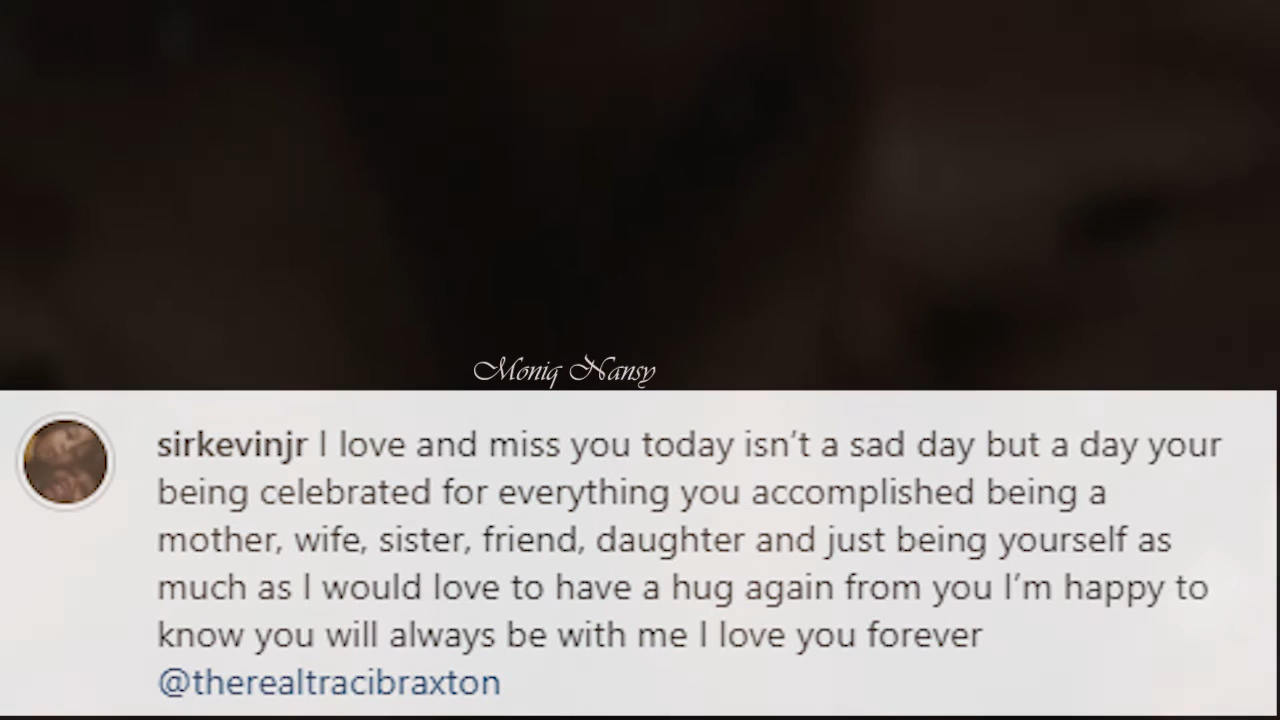 Moniq Nansy
sirkevinjr I love and miss you today isn't a sad day but a day your
being celebrated for everything you accomplished being a
mother, wife, sister, friend, daughter and just being yourself as
much as I would love to have a hug again from you I'm happy to
know you will always be with me I love you forever
@therealtracibraxton